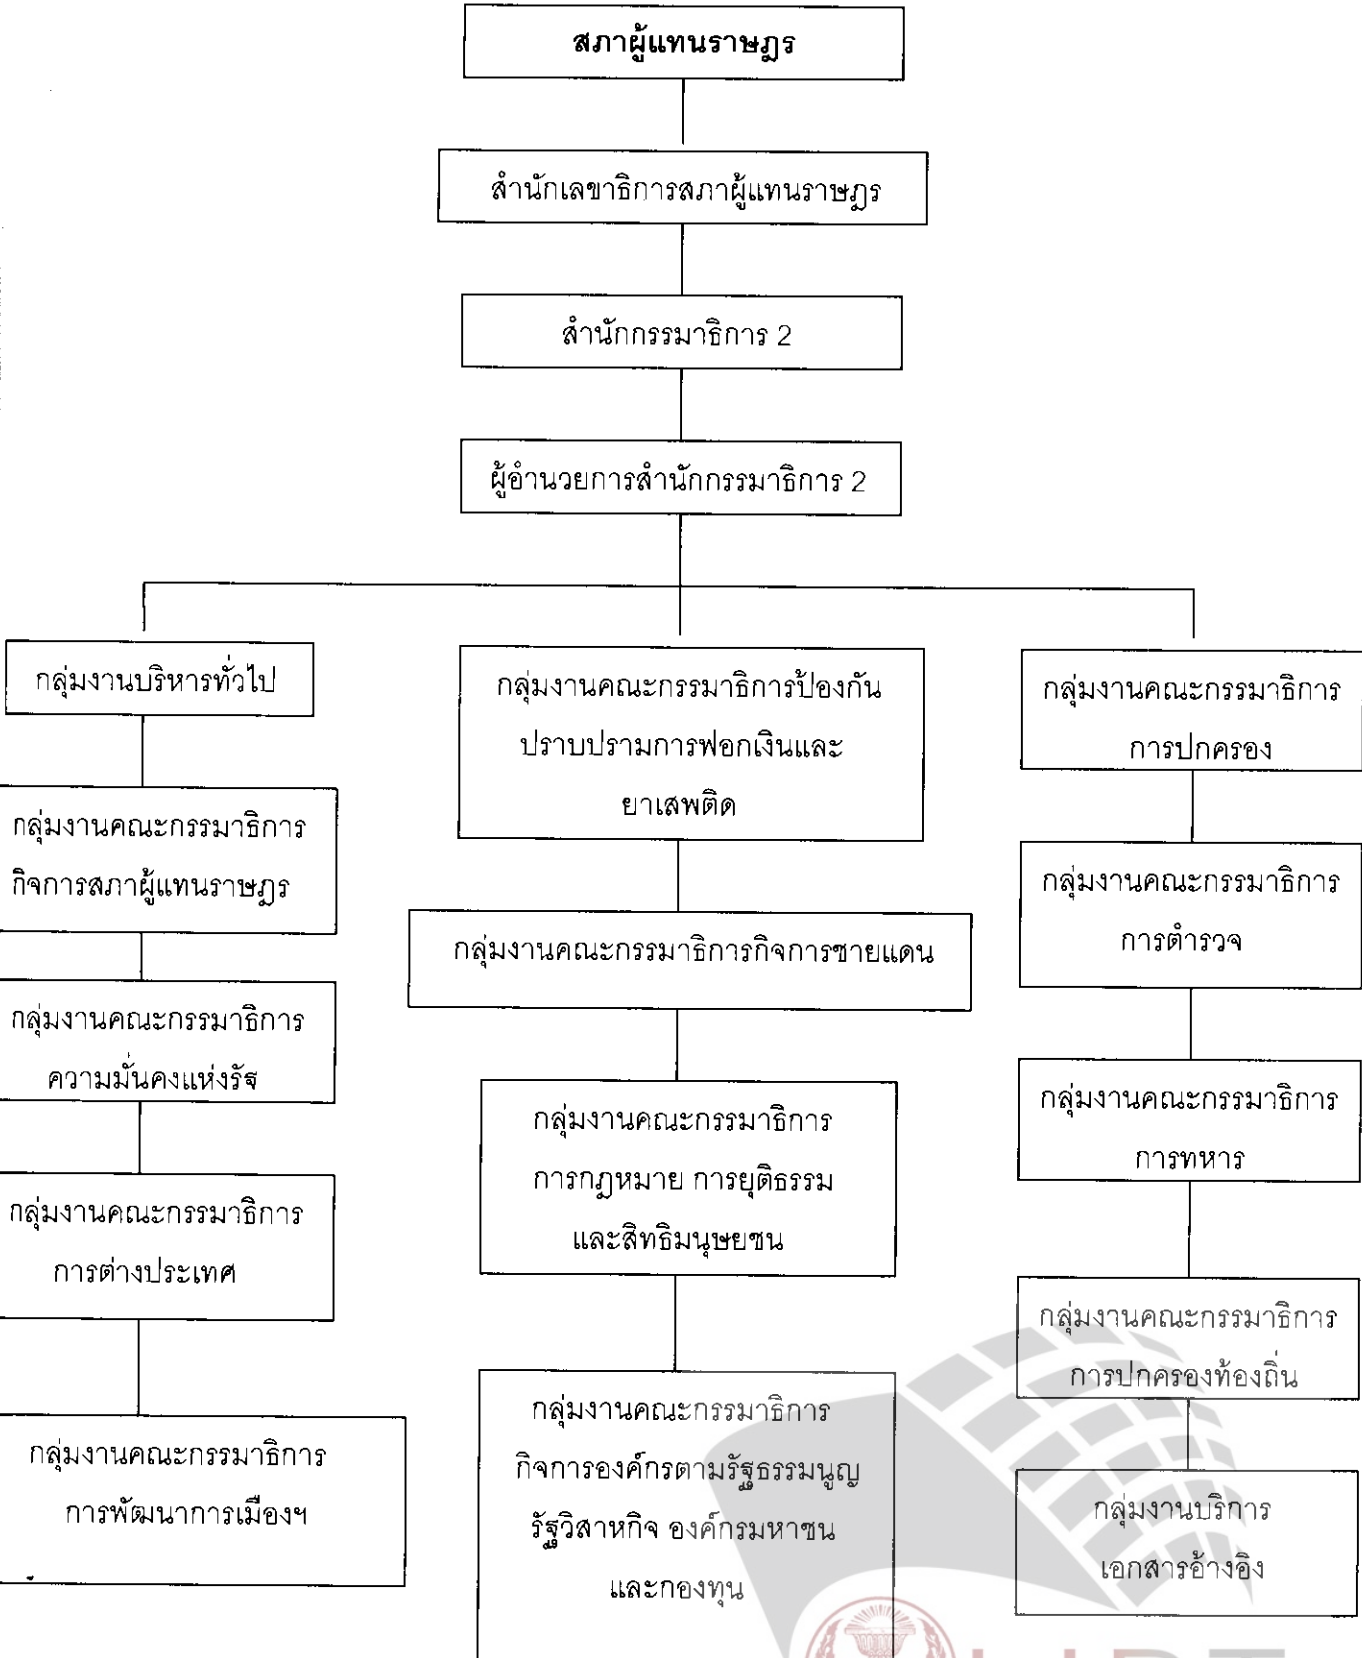 สภาผู้แทนราษฎร
สำนักเลขาธิการสภาผู้แทนราษฎร
สำนักกรรมาธิการ 2
ผู้อำนวยการสำนักกรรมาธิการ 2
กลุ่มงานบริหารทั่วไป
กลุ่มงานคณะกรรมาธิการ
กิจการสภาผู้แทนราษฎร
กลุ่มงานคณะกรรมาธิการ
ความมั่นคงแห่งรัฐ
กลุ่มงานคณะกรรมาธิการ
การต่างประเทศ
กลุ่มงานคณะกรรมาธิการ
การพัฒนาการเมืองฯ
กลุ่มงานคณะกรรมาธิการป้องกัน
ปราบปรามการฟอกเงินและ
ยาเสพติด
กลุ่มงานคณะกรรมาธิการกิจการชายแดน
กลุ่มงานคณะกรรมาธิการ
การกฎหมาย การยุติธรรม
และสิทธิมนุษยชน
กลุ่มงานคณะกรรมาธิการ
กิจการองค์กรตามรัฐธรรมนูญ
รัฐวิสาหกิจ องค์กรมหาชน
และกองทุน
กลุ่มงานคณะกรรมาธิการ
การปกครอง
กลุ่มงานคณะกรรมาธิการ
การตำรวจ
กลุ่มงานคณะกรรมาธิการ
การทหาร
กลุ่มงานคณะกรรมาธิการ
การปกครองท้องถิ่น
กลุ่มงานบริการ
เอกสารอ้างอิง